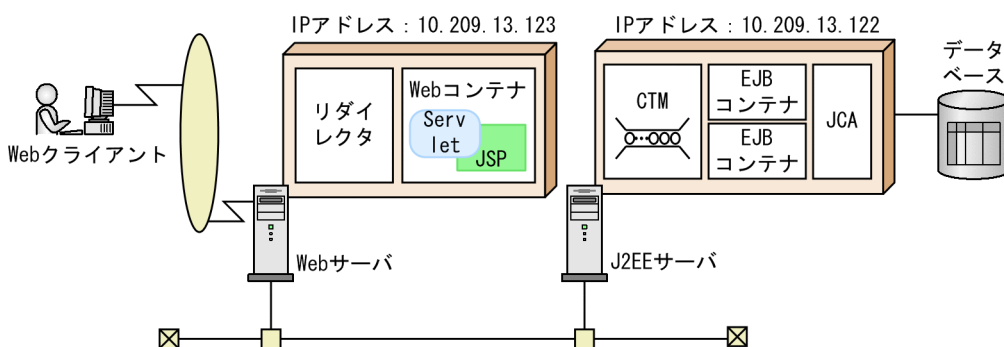 IPアドレス：10.209.13.123
IPアドレス：10.209.13.122
データ
ベース
Webクライアント
リダイ
レクタ
Webコンテナ
Serv
let
JSP
CTM
EJB
コンテナ
EJB
コンテナ
JCA
Webサーバ
J2EEサーバ